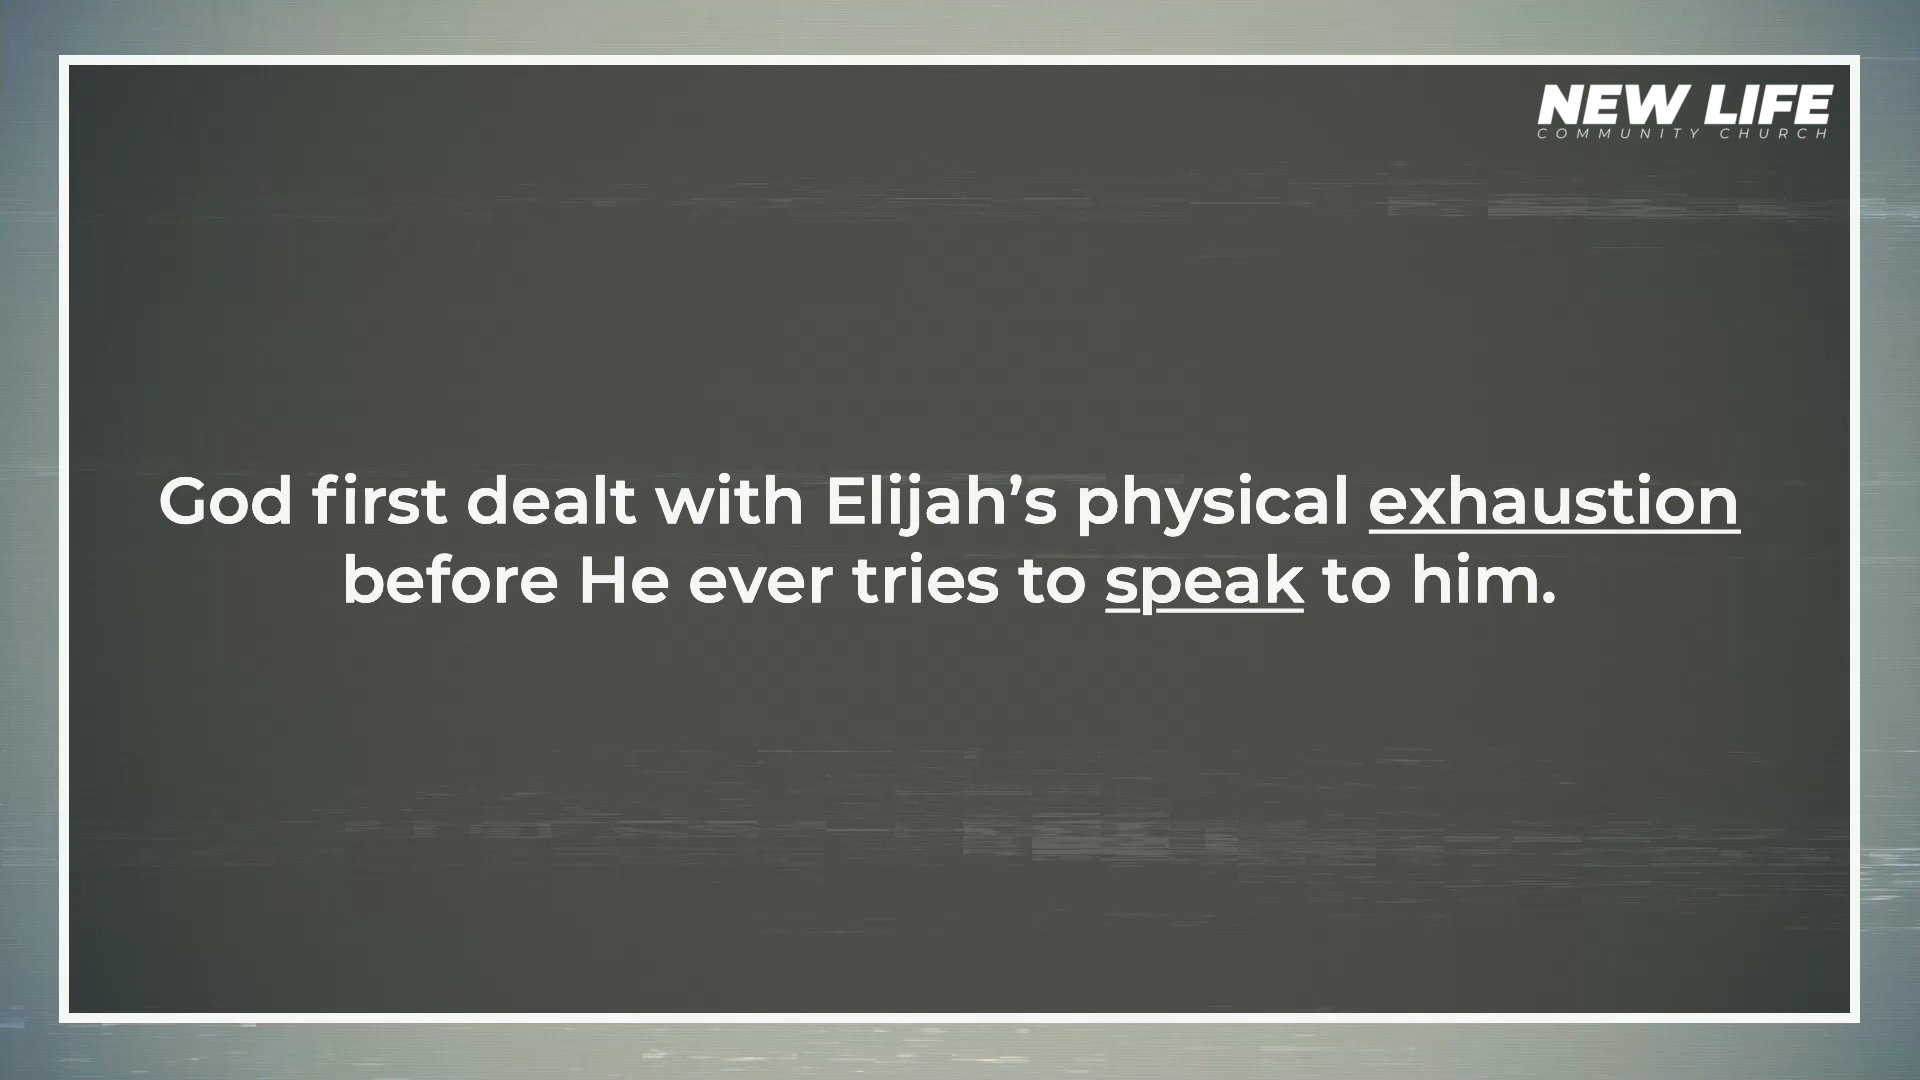 NEW LIFE
COMMUNITY CHURCH
God first dealt with Elijah’s physical exhaustion
before He ever tries to speak to him.